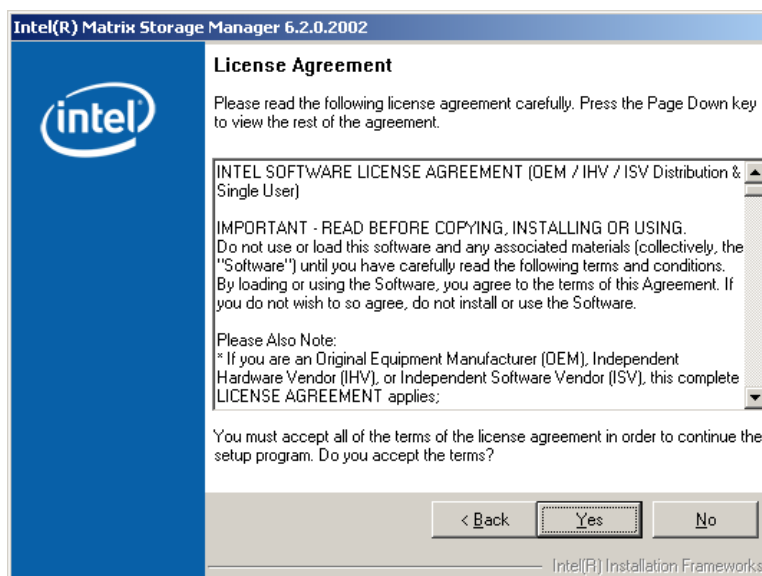 Intel(R) Matrix Storage Manager 6.2.0.2002
intel
License Agreement
Please read the following license agreement carefully. Press the Page Down key
to view the rest of the agreement.
INTEL SOFTWARE LICENSE AGREEMENT (OEM / IHV / ISV Distribution &
Single User)
IMPORTANT - READ BEFORE COPYING, INSTALLING OR USING.
Do not use or load this software and any associated materials (collectively, the
"Software") until you have carefully read the following terms and conditions.
By loading or using the Software, you agree to the terms of this Agreement. If
you do not wish to so agree, do not install or use the Software.
Please Also Note:
* If you are an Original Equipment Manufacturer (OEM), Independent
Hardware Vendor (IHV), or Independent Software Vendor (ISV), this complete
LICENSE AGREEMENT applies;
You must accept all of the terms of the license agreement in order to continue the
setup program. Do you accept the terms?
< Back
Yes
No
Intel(R) Installation Frameworks